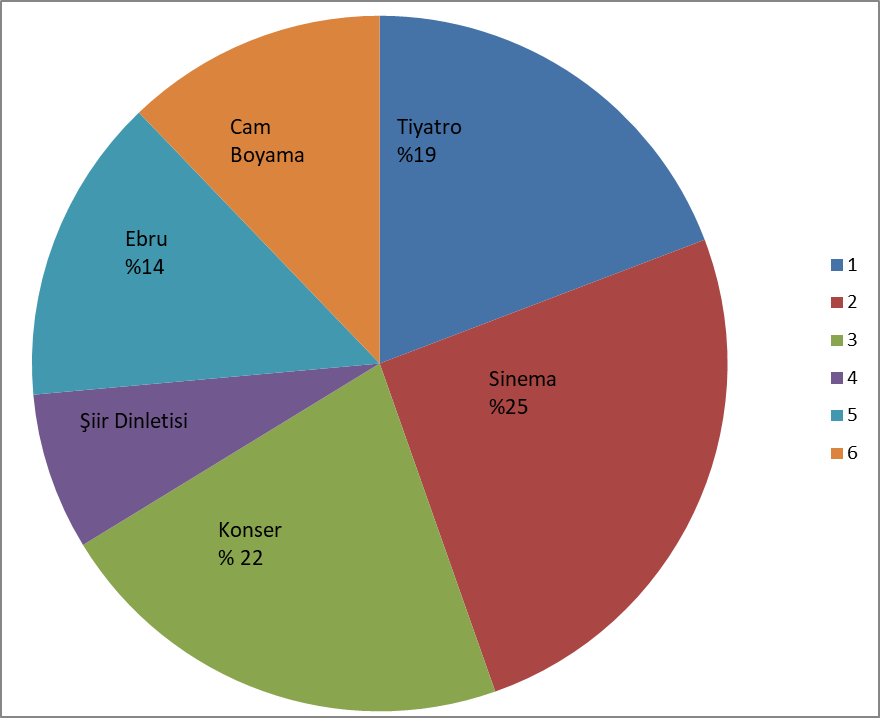 Cam
Boyama
Tiyatro
%19
Ebru
%14
Sinema
%25
Şiir Dinletisi
Konser
% 22
1
2
3
4
5
6